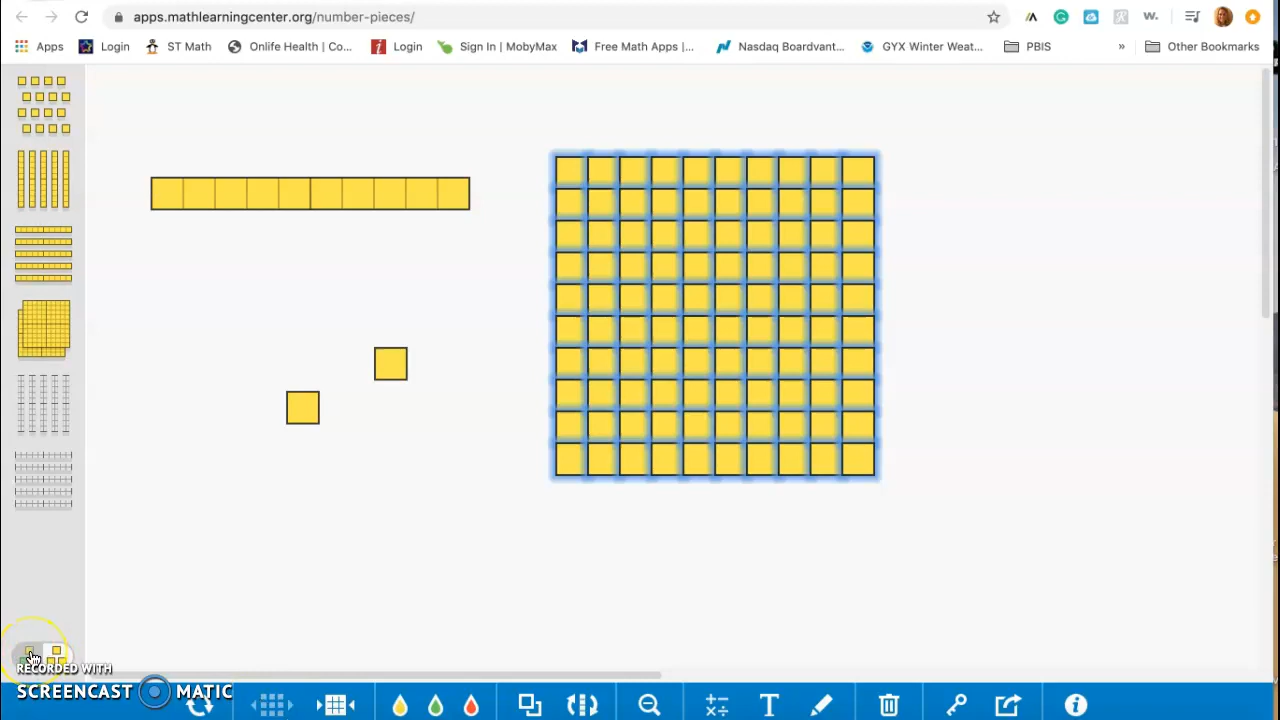 apps.mathlearningcenter.org/number-pieces/
w.
Apps Login ST Math Onlife Health | Co... Login Sign In | MobyMax Free Math Apps |... Nasdaq Boardvant... GYX Winter Weat... PBIS » Other Bookmarks
RECORDED WITH
SCREENCAST MATIC
T